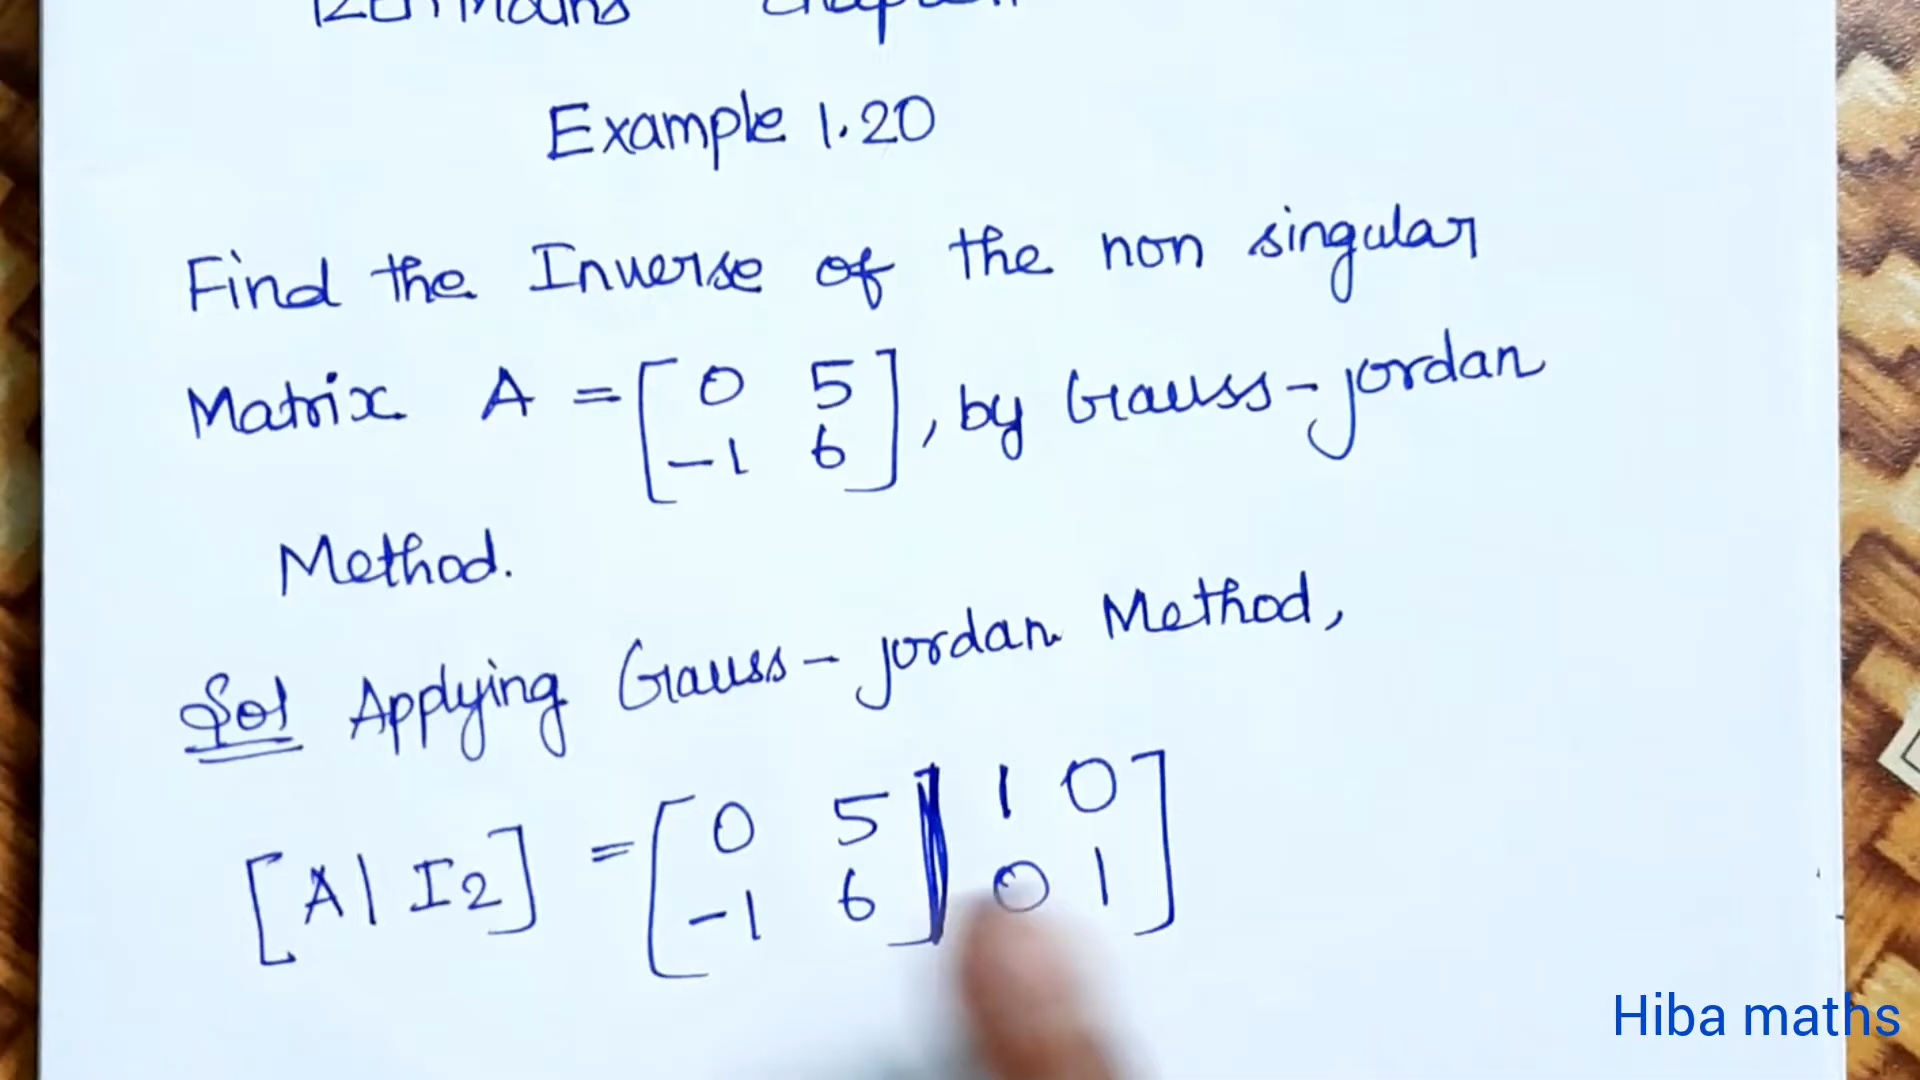 Example 1.20
Find the Inverse of the non singular
Matrix A = [0 5
-1 6], by Gauss-jordan
Method.
Sol Applying Gauss-jordan Method,
[A|I2] = [0 5 | 1 0
-1 6 | 0 1]
Hiba maths